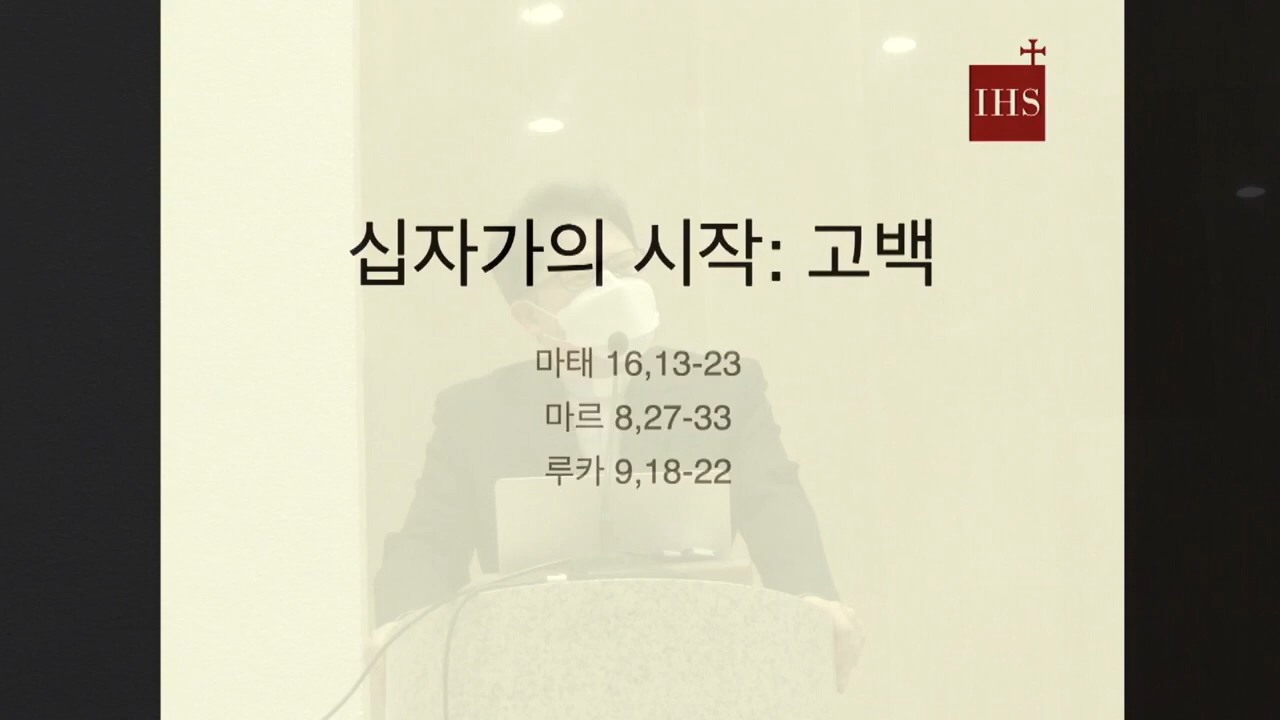 IHS
십자가의 시작: 고백
마태 16,13-23
마르 8,27-33
루카 9,18-22